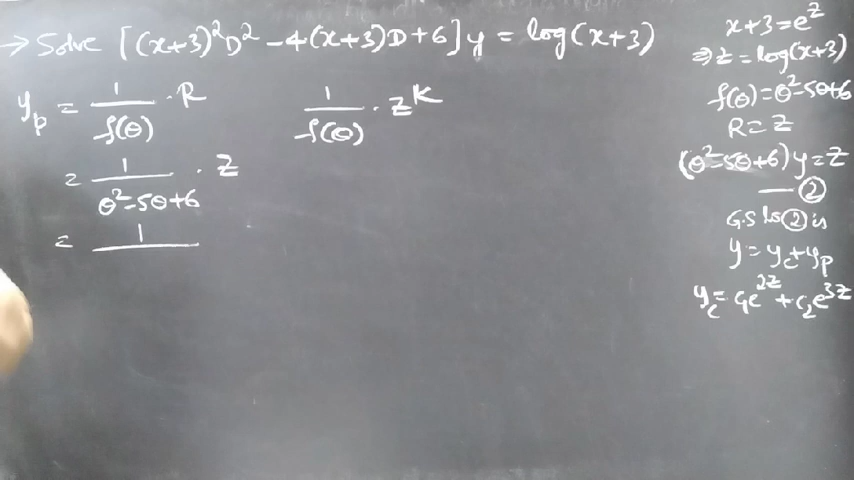 → Solve [(x+3)²D² - 4(x+3)D + 6] y = log(x+3)
y_p = 1/f(θ) · R
= 1/(θ²-5θ+6) · z
= 1/
1/f(θ) · z^K
x+3 = e^z
⇒ z = log(x+3)
f(θ) = θ²-5θ+6
R = z
(θ²-5θ+6)y = z
— ②
G.S to ② is
y = y_c + y_p
y_c = c₁e^{2z} + c₂e^{3z}